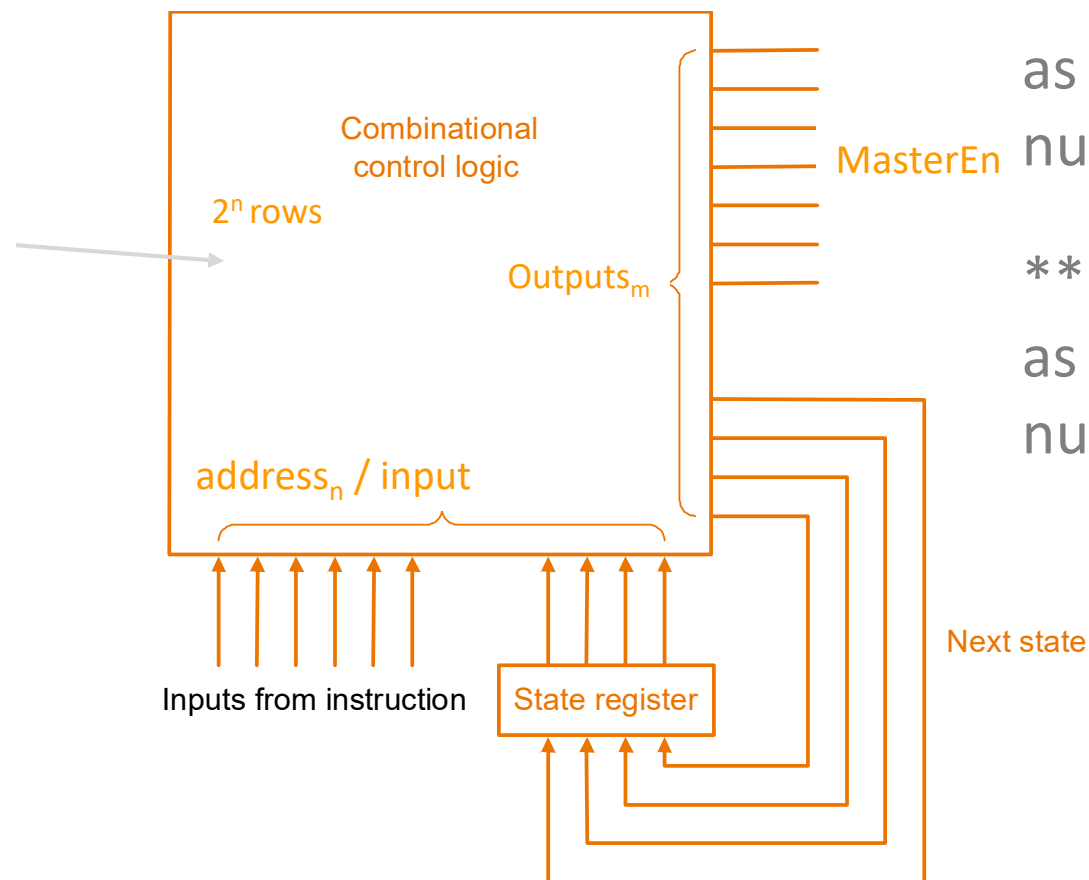 as
Combinational
control logic
nu
MasterEn
2ⁿ rows
**
Outputsₘ
as
nu
addressₙ / input
Next state
Inputs from instruction
State register